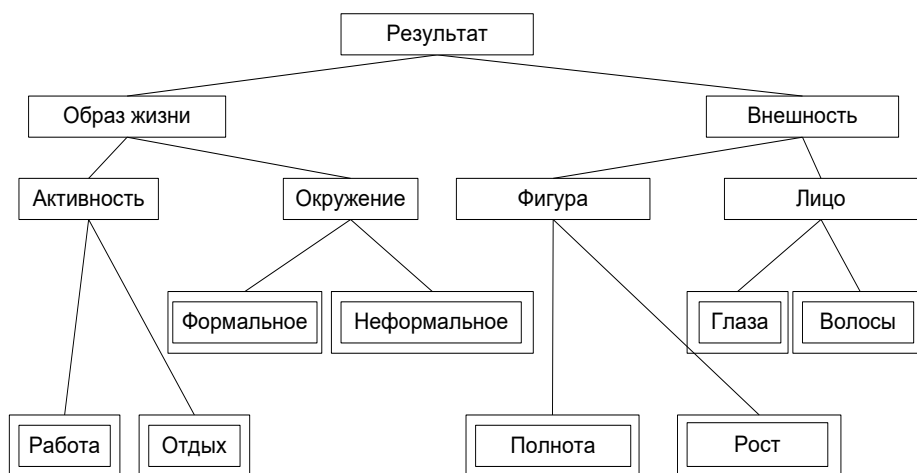 Результат
Образ жизни
Внешность
Активность
Окружение
Фигура
Лицо
Формальное
Неформальное
Глаза
Волосы
Работа
Отдых
Полнота
Рост